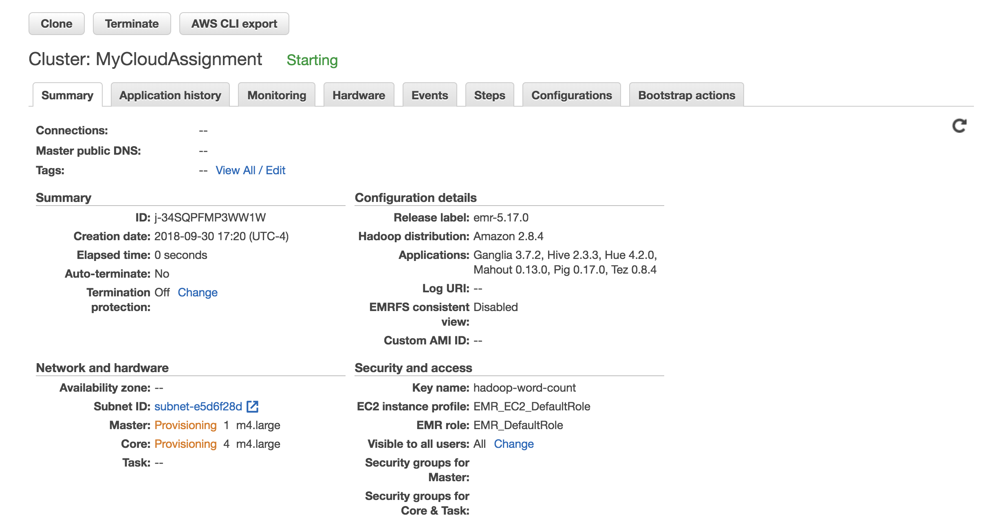 Clone Terminate AWS CLI export
Cluster: MyCloudAssignment Starting
Summary Application history Monitoring Hardware Events Steps Configurations Bootstrap actions
Connections: --
Master public DNS: --
Tags: -- View All / Edit
Summary
ID: j-34SQPFMP3WW1W
Creation date: 2018-09-30 17:20 (UTC-4)
Elapsed time: 0 seconds
Auto-terminate: No
Termination Off Change
protection:
Configuration details
Release label: emr-5.17.0
Hadoop distribution: Amazon 2.8.4
Applications: Ganglia 3.7.2, Hive 2.3.3, Hue 4.2.0,
Mahout 0.13.0, Pig 0.17.0, Tez 0.8.4
Log URI: --
EMRFS consistent Disabled
view:
Custom AMI ID: --
Network and hardware
Availability zone: --
Subnet ID: subnet-e5d6f28d
Master: Provisioning 1 m4.large
Core: Provisioning 4 m4.large
Task: --
Security and access
Key name: hadoop-word-count
EC2 instance profile: EMR_EC2_DefaultRole
EMR role: EMR_DefaultRole
Visible to all users: All Change
Security groups for
Master:
Security groups for
Core & Task: